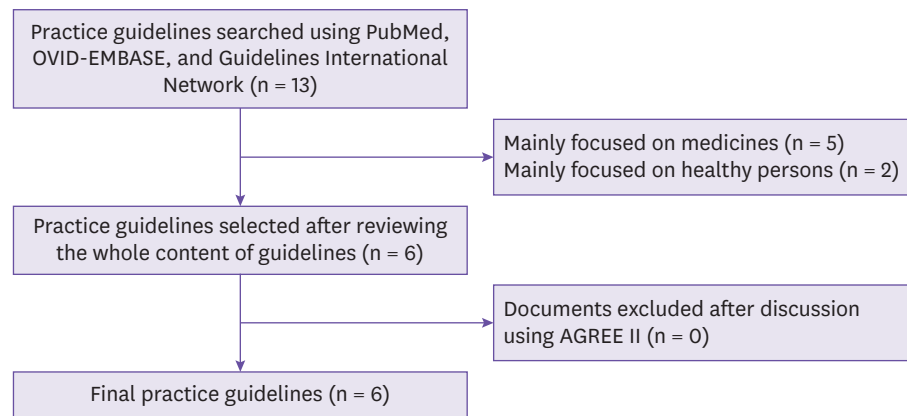 Practice guidelines searched using PubMed,
OVID-EMBASE, and Guidelines International
Network (n = 13)
Mainly focused on medicines (n = 5)
Mainly focused on healthy persons (n = 2)
Practice guidelines selected after reviewing
the whole content of guidelines (n = 6)
Documents excluded after discussion
using AGREE II (n = 0)
Final practice guidelines (n = 6)